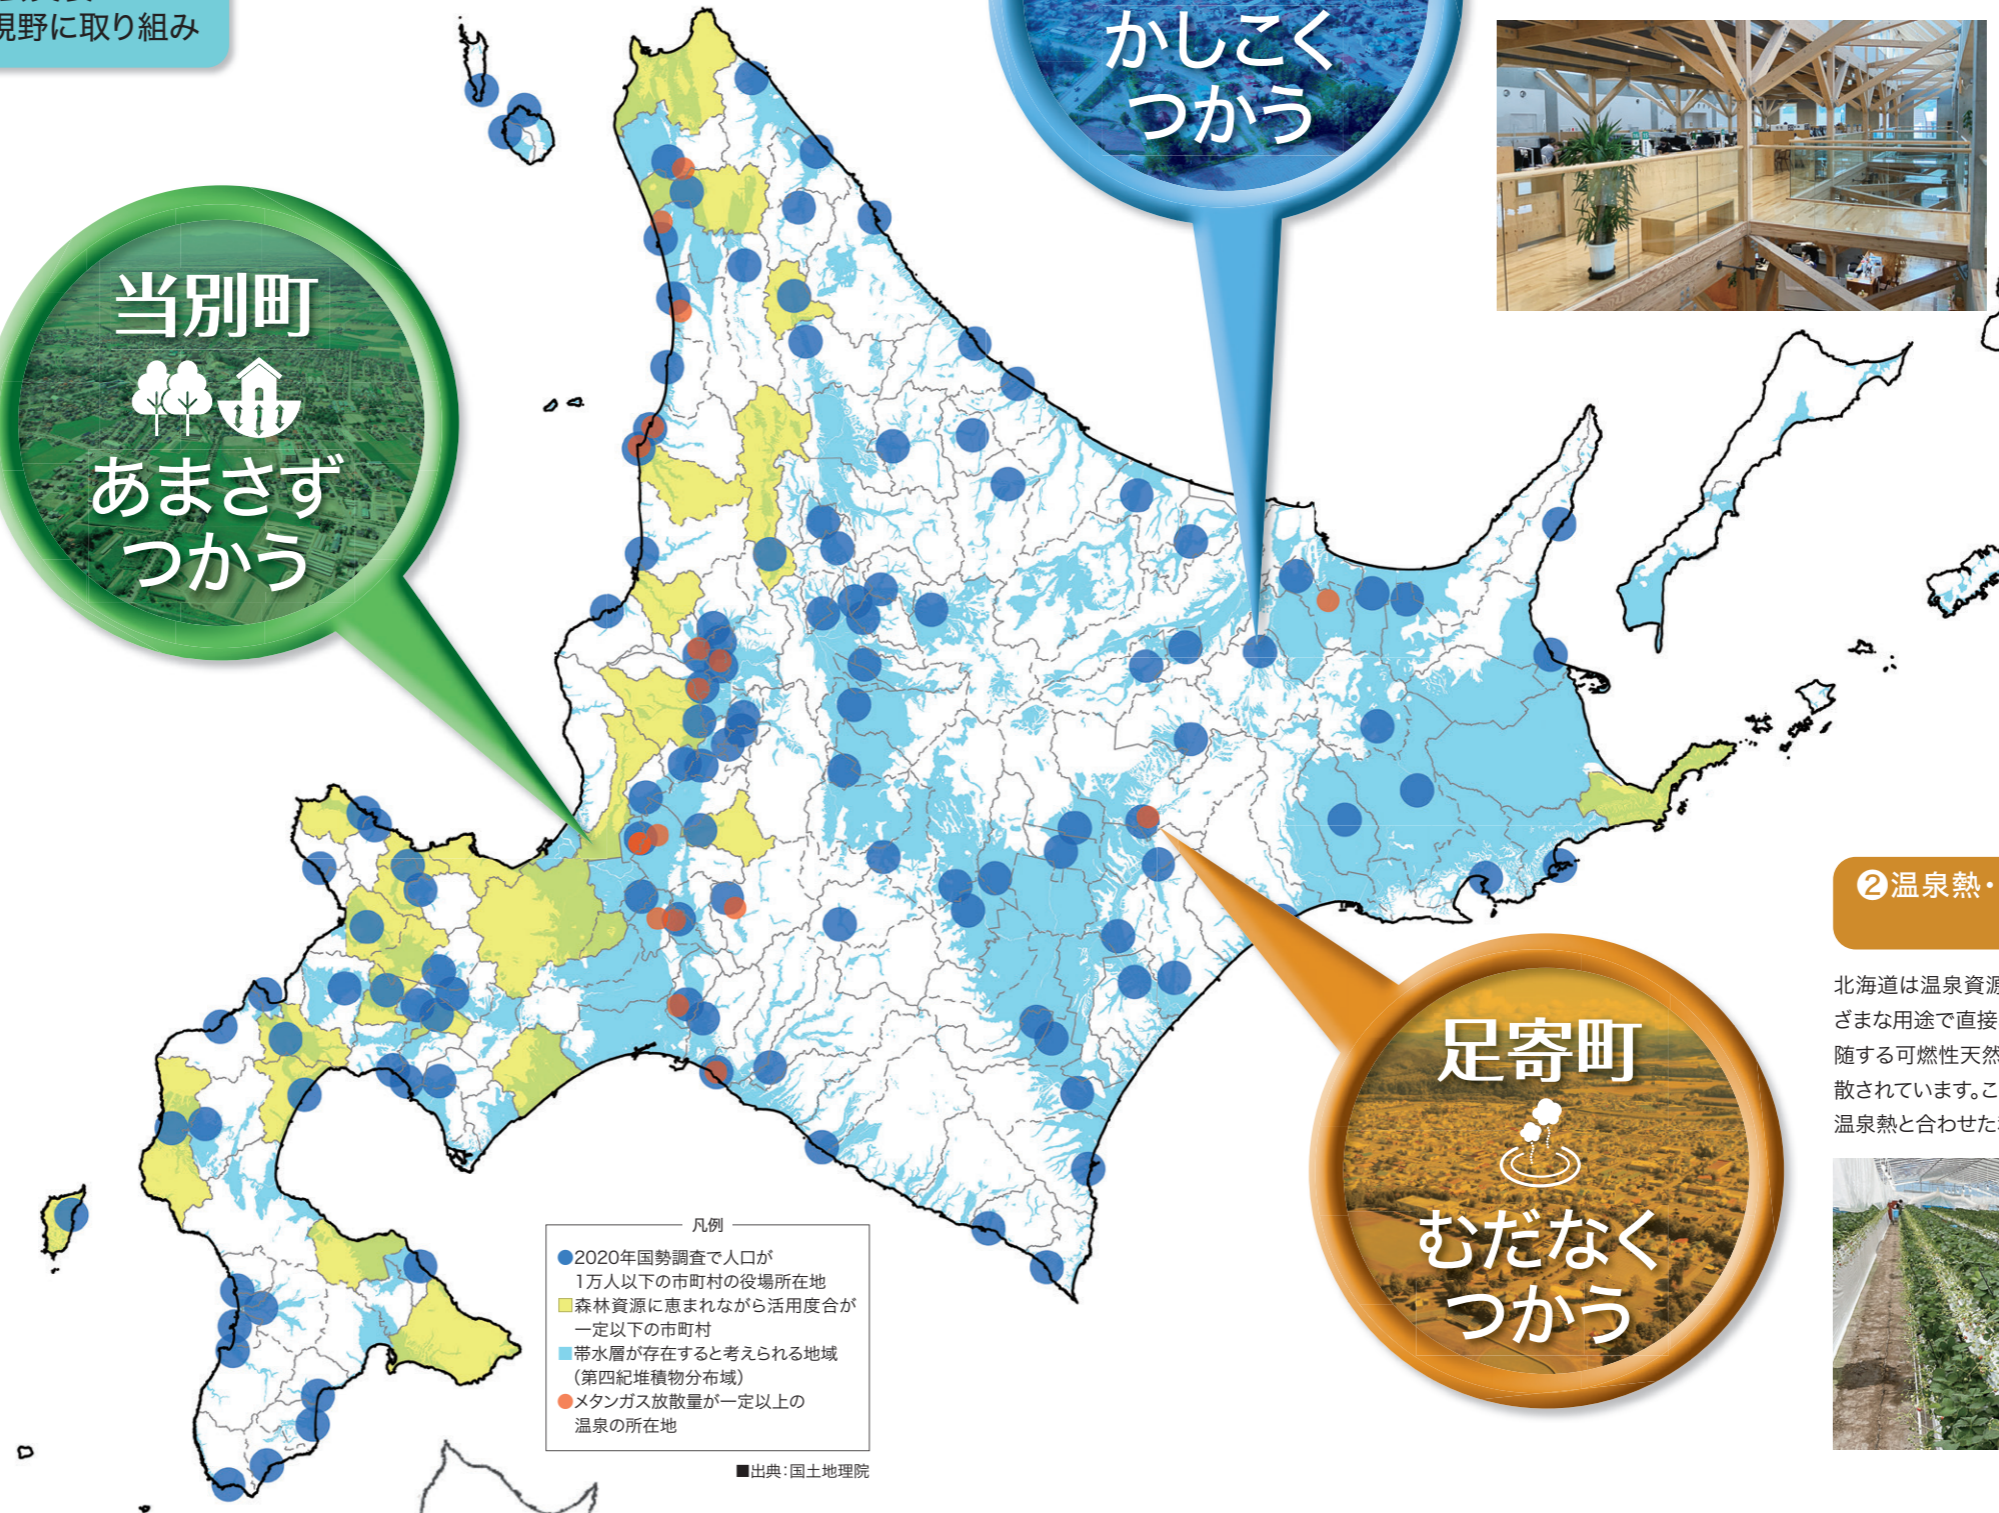 視野に取り組み
かしこく
つかう
当別町
あまさず
つかう
❷温泉熱・
北海道は温泉資源
ざまな用途で直接
随する可燃性天然
散されています。こ
温泉熱と合わせた
足寄町
むだなく
つかう
凡例
●2020年国勢調査で人口が
1万人以下の市町村の役場所在地
■森林資源に恵まれながら活用度合が
一定以下の市町村
■帯水層が存在すると考えられる地域
(第四紀堆積物分布域)
●メタンガス放散量が一定以上の
温泉の所在地
■出典:国土地理院